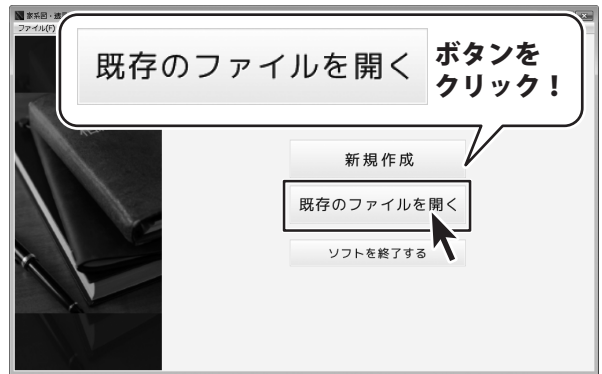 家系図・遺
ファイル(F)
既存のファイルを開く
ボタンを
クリック！
新規作成
既存のファイルを開く
ソフトを終了する